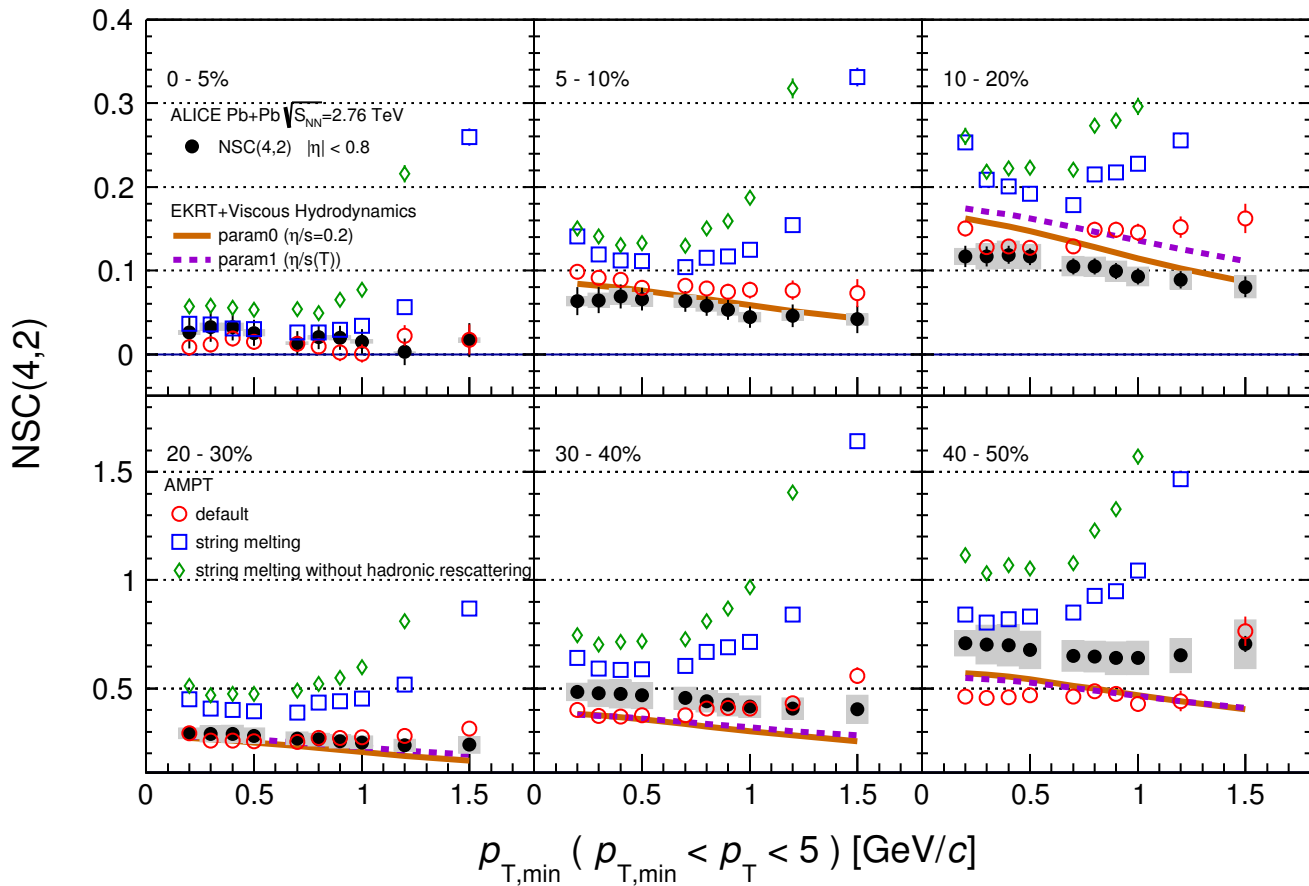 0.4
0 - 5%
5 - 10%
10 - 20%
0.3
ALICE Pb+Pb √S_NN=2.76 TeV
NSC(4,2) |η| < 0.8
0.2
EKRT+Viscous Hydrodynamics
param0 (η/s=0.2)
param1 (η/s(T))
0.1
0
NSC(4,2)
20 - 30%
30 - 40%
40 - 50%
1.5
AMPT
default
string melting
1
string melting without hadronic rescattering
0.5
0 0.5 1 1.5 0 0.5 1 1.5 0 0.5 1 1.5
p_T,min ( p_T,min < p_T < 5 ) [GeV/c]